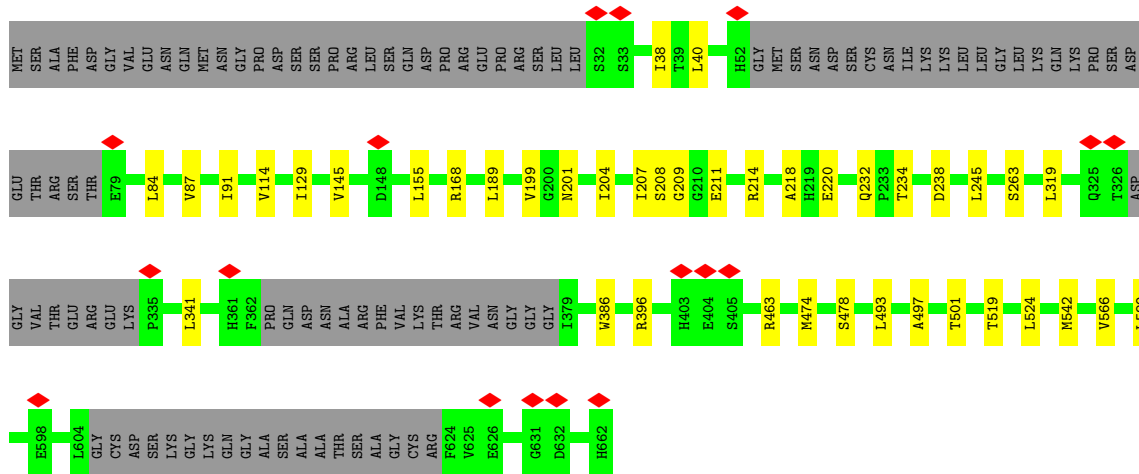 MET SER ALA PHE ASP GLY VAL GLU ASN GLN MET ASN GLY PRO ASP SER SER PRO ARG LEU SER GLN ASP PRO ARG GLU PRO ARG SER LEU LEU S32 S33 I38 T39 L40 H52 GLY MET SER ASN ASP SER CYS ASN ILE LYS LYS LEU LEU GLY LEU LYS GLN LYS PRO SER ASP
GLU THR ARG SER THR E79 L84 V87 I91 V114 I129 V145 D148 L155 R168 L189 V199 G200 N201 I204 I207 S208 G209 G210 E211 R214 A218 H219 E220 Q232 P233 T234 D238 L245 S263 L319 Q325 T326 ASP
GLY VAL THR GLU ARG GLU LYS P335 L341 H361 F362 PRO GLN ASP ASN ALA ARG PHE VAL LYS THR ARG VAL ASN GLY GLY GLY I379 W386 R396 H403 E404 S405 R463 M474 S478 L493 A497 T501 T519 L524 M542 V566
E598 L604 GLY CYS ASP SER LYS GLY LYS GLN GLY ALA SER ALA ALA THR SER ALA GLY CYS ARG F624 V625 E626 G631 D632 H662